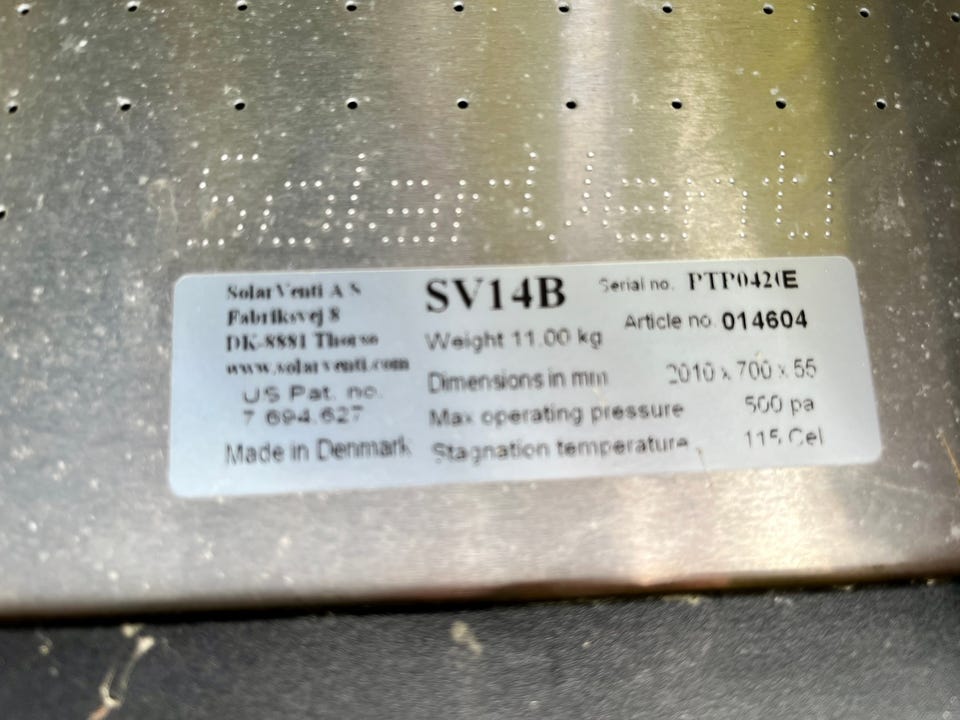 SolarVenti
SolarVenti A S
Fabriksvej 8
DK-8881 Thorsø
www.solarventi.com
US Pat. no.
7 694.627
Made in Denmark
SV14B
Serial no.
Weight 11.00 kg
Article no. 014604
Dimensions in mm 2010 x 700 x 55
Max operating pressure 500 pa
Stagnation temperature 115 Cel